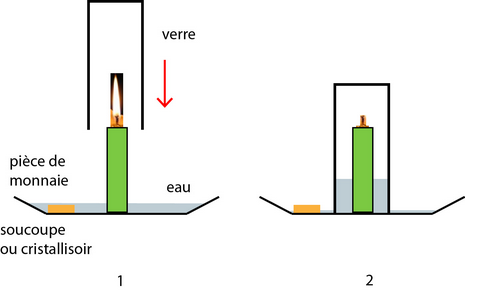 verre
pièce de
monnaie
eau
soucoupe
ou cristallisoir
1
2